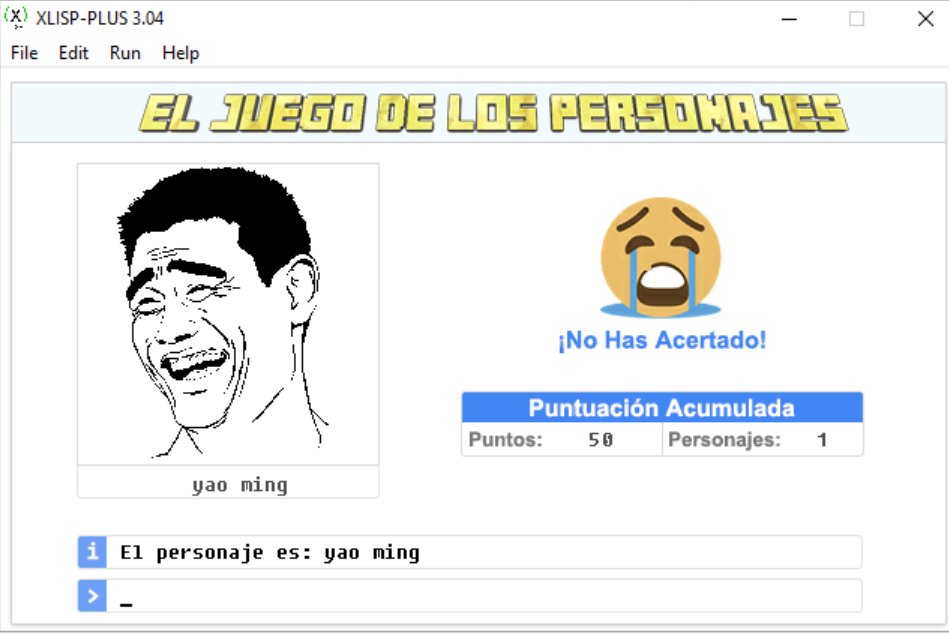 XLISP-PLUS 3.04
File Edit Run Help
EL JUEGO DE LOS PERSONAJES
¡No Has Acertado!
Puntuación Acumulada
Puntos: 50 Personajes: 1
yao ming
i El personaje es: yao ming
> _